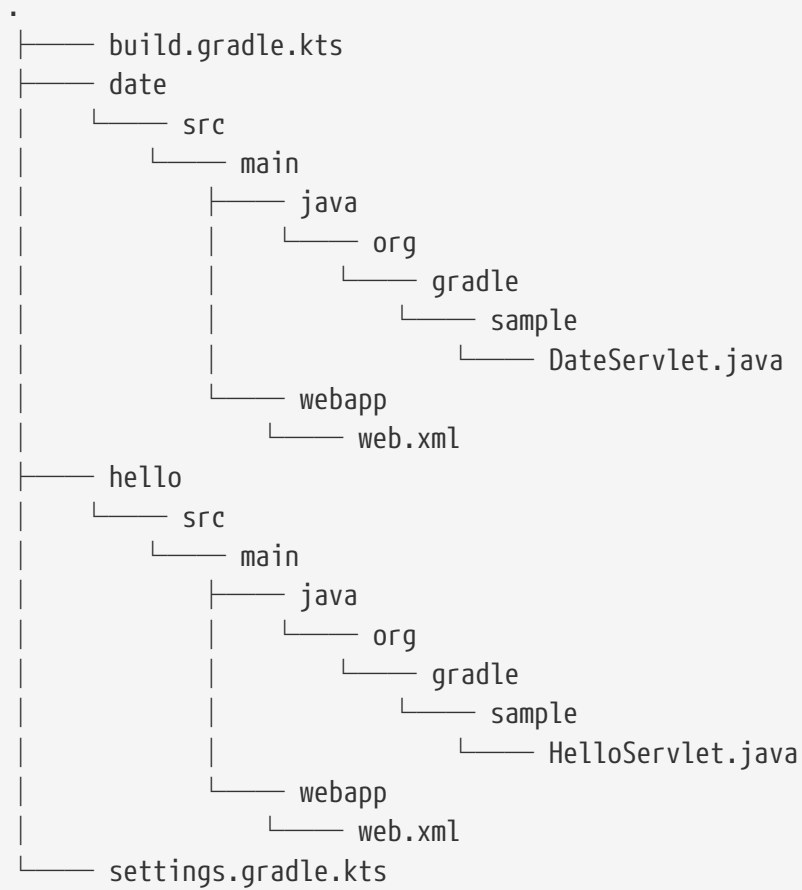 .
├── build.gradle.kts
├── date
│   └── src
│       └── main
│           ├── java
│           │   └── org
│           │       └── gradle
│           │           └── sample
│           │               └── DateServlet.java
│           └── webapp
│               └── web.xml
├── hello
│   └── src
│       └── main
│           ├── java
│           │   └── org
│           │       └── gradle
│           │           └── sample
│           │               └── HelloServlet.java
│           └── webapp
│               └── web.xml
└── settings.gradle.kts